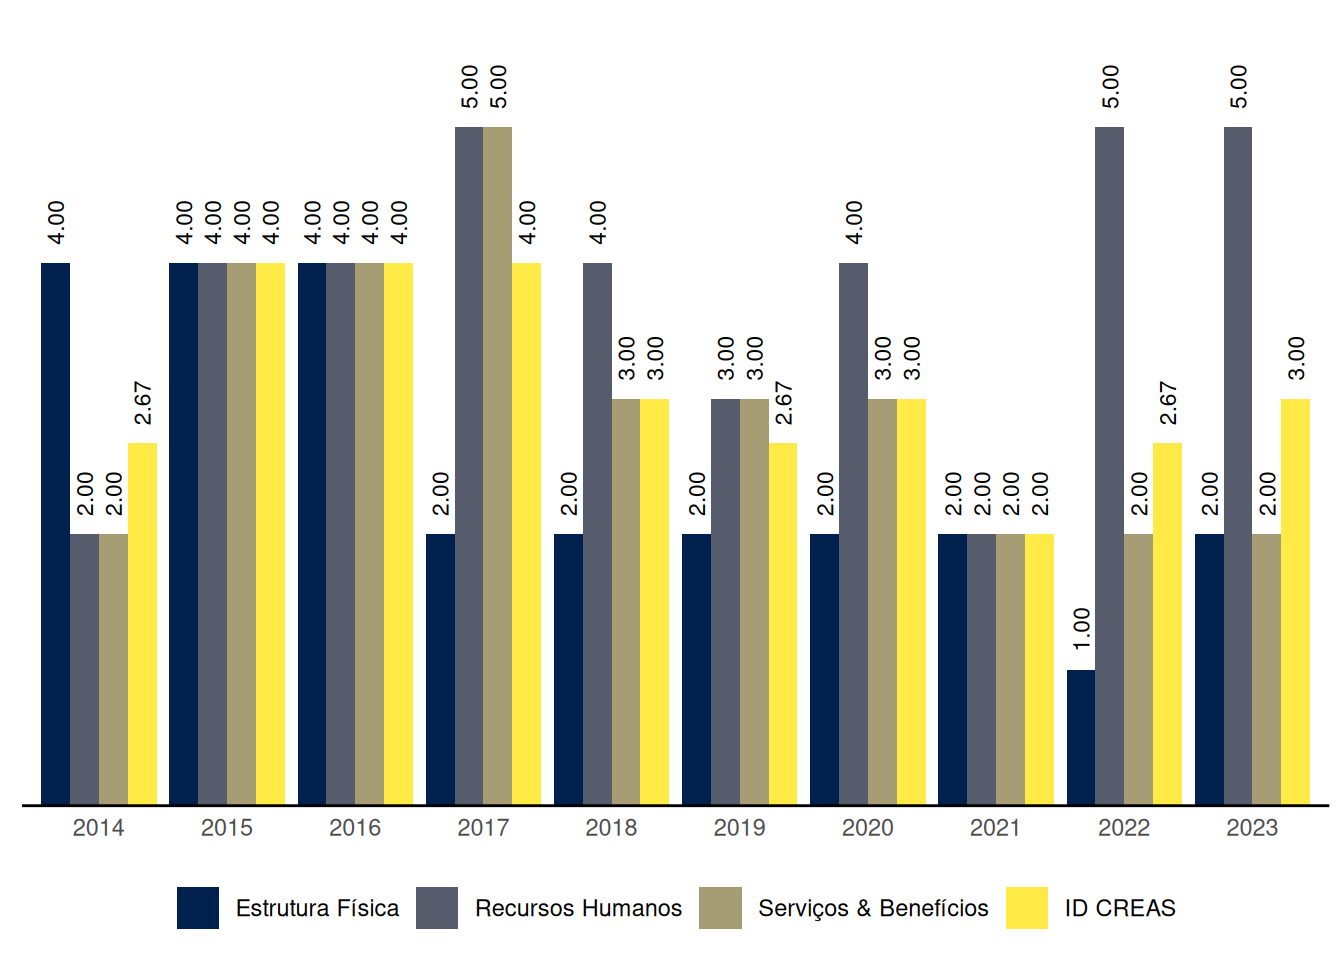 5.00 5.00 5.00 5.00
4.00 4.00 4.00 4.00 4.00 4.00 4.00 4.00 4.00 4.00 4.00 4.00
3.00 3.00 3.00 3.00 3.00 3.00 3.00
2.67 2.67 2.67
2.00 2.00 2.00 2.00 2.00 2.00 2.00 2.00 2.00 2.00 2.00 2.00 2.00
1.00
2014 2015 2016 2017 2018 2019 2020 2021 2022 2023
Estrutura Física Recursos Humanos Serviços & Benefícios ID CREAS